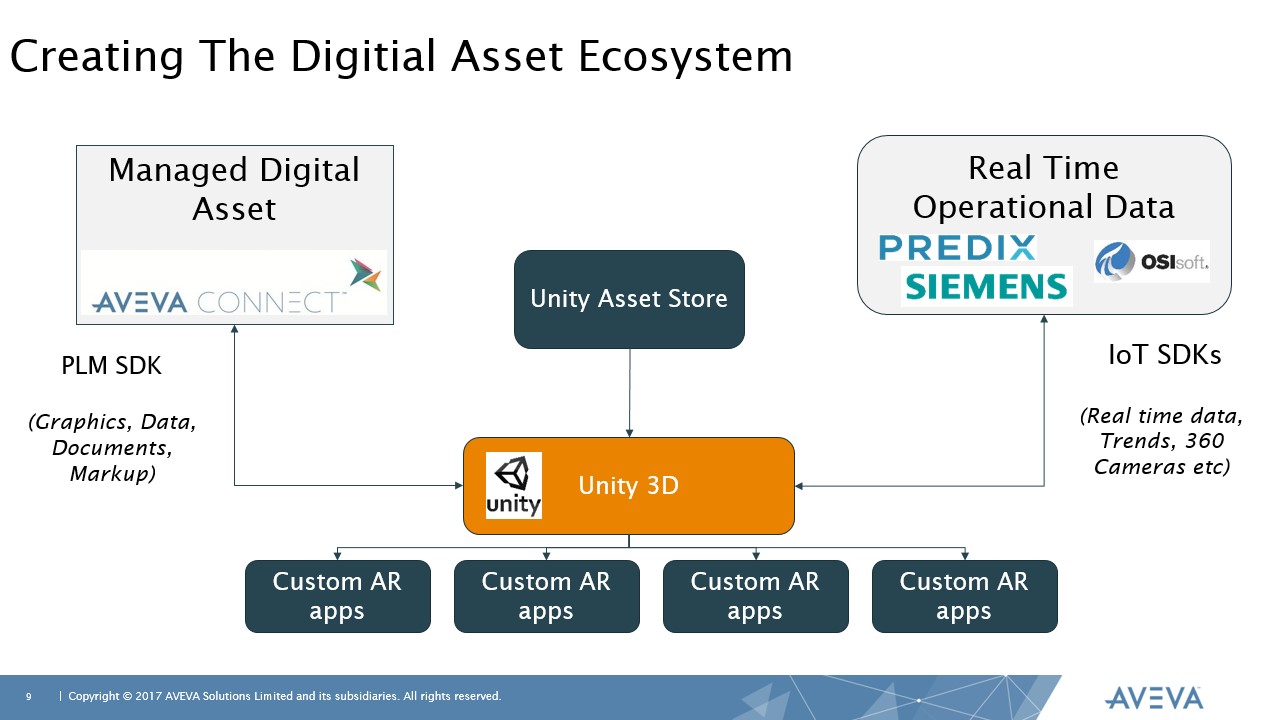 Creating The Digitial Asset Ecosystem
Managed Digital
Asset
AVEVA CONNECT™
Real Time
Operational Data
PREDIX
SIEMENS
OSIsoft.
Unity Asset Store
PLM SDK
(Graphics, Data,
Documents,
Markup)
IoT SDKs
(Real time data,
Trends, 360
Cameras etc)
unity
Unity 3D
Custom AR
apps
Custom AR
apps
Custom AR
apps
Custom AR
apps
9 | Copyright © 2017 AVEVA Solutions Limited and its subsidiaries. All rights reserved.
AVEVA™